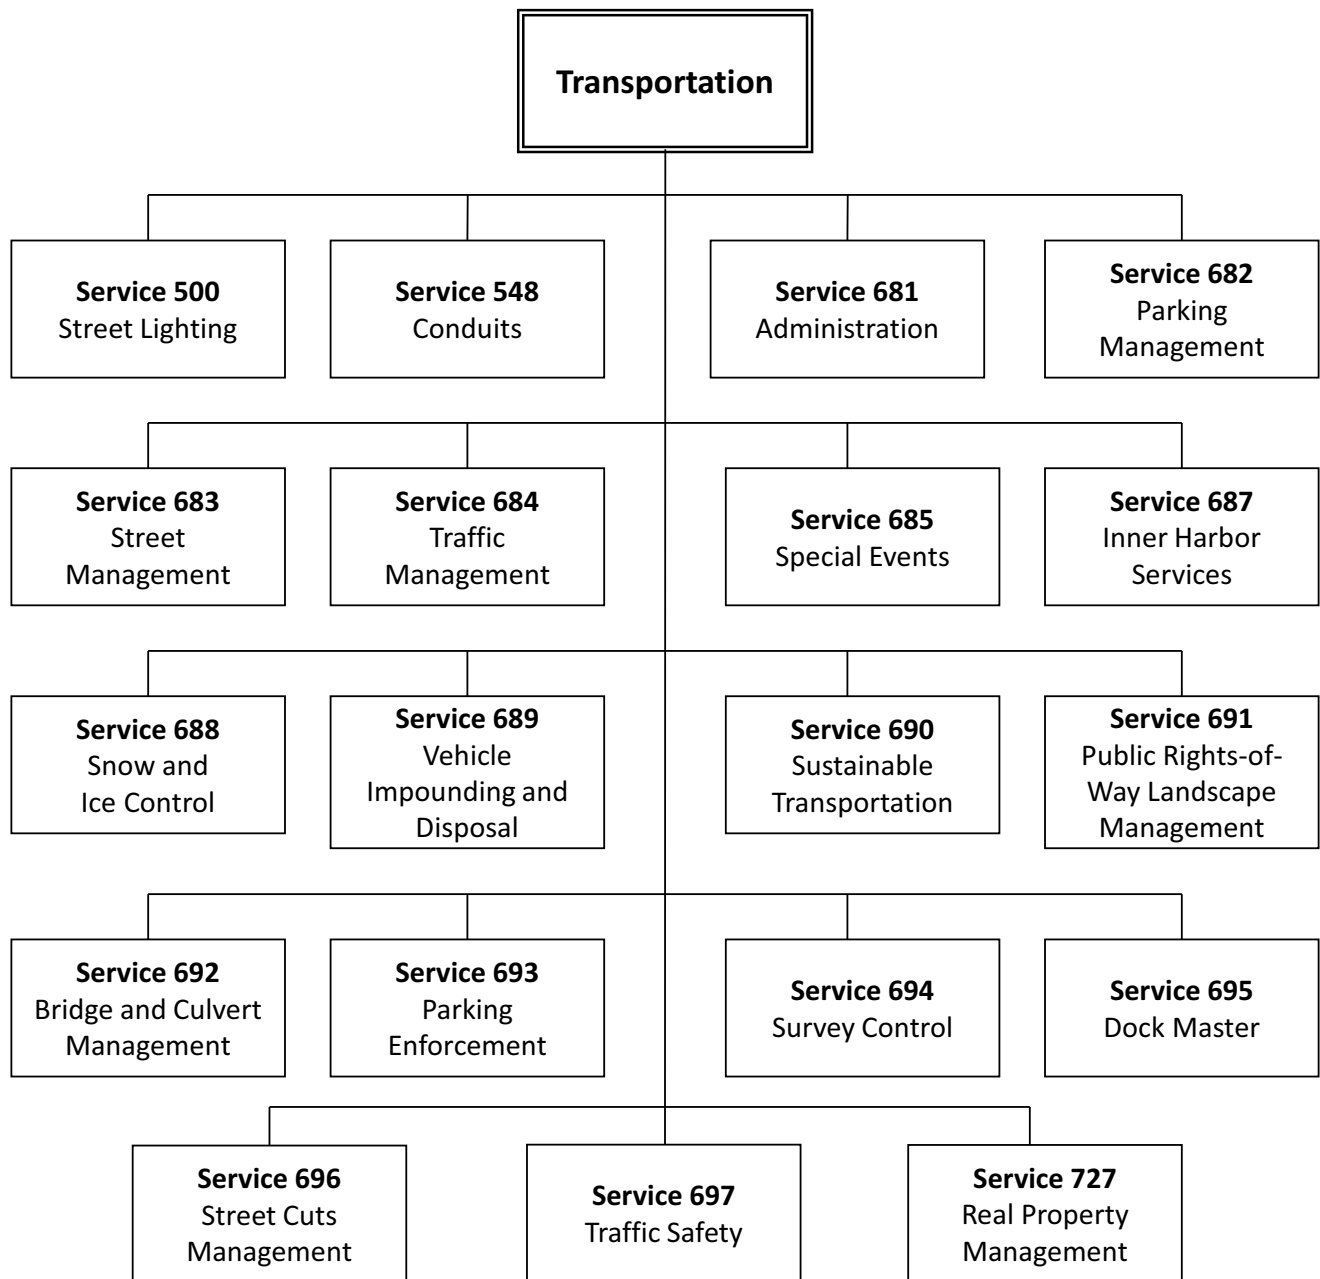 Transportation
Service 500
Street Lighting
Service 548
Conduits
Service 681
Administration
Service 682
Parking
Management
Service 683
Street
Management
Service 684
Traffic
Management
Service 685
Special Events
Service 687
Inner Harbor
Services
Service 688
Snow and
Ice Control
Service 689
Vehicle
Impounding and
Disposal
Service 690
Sustainable
Transportation
Service 691
Public Rights-of-
Way Landscape
Management
Service 692
Bridge and Culvert
Management
Service 693
Parking
Enforcement
Service 694
Survey Control
Service 695
Dock Master
Service 696
Street Cuts
Management
Service 697
Traffic Safety
Service 727
Real Property
Management